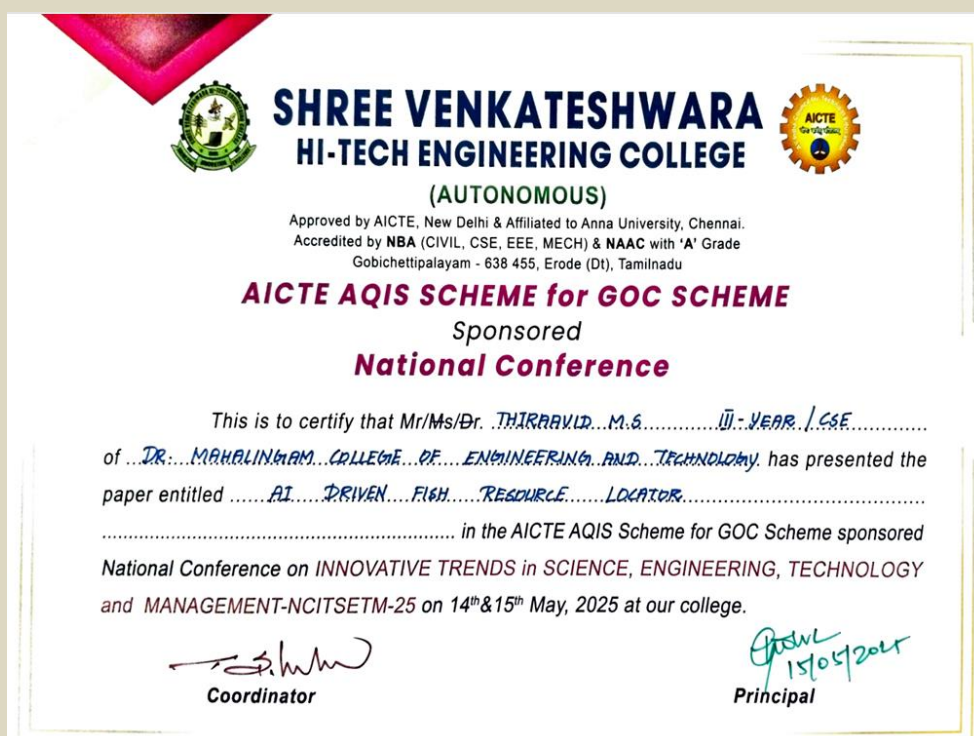 SHREE VENKATESHWARA
HI-TECH ENGINEERING COLLEGE
AICTE
(AUTONOMOUS)
Approved by AICTE, New Delhi & Affiliated to Anna University, Chennai.
Accredited by NBA (CIVIL, CSE, EEE, MECH) & NAAC with ‘A’ Grade
Gobichettipalayam - 638 455, Erode (Dt), Tamilnadu
AICTE AQIS SCHEME for GOC SCHEME
Sponsored
National Conference
This is to certify that Mr/Ms/Dr. THIRAAVID M.S III-YEAR / CSE
of DR. MAHALINGAM COLLEGE OF ENGINEERING AND TECHNOLOGY has presented the
paper entitled AI DRIVEN FISH RESOURCE LOCATOR
in the AICTE AQIS Scheme for GOC Scheme sponsored
National Conference on INNOVATIVE TRENDS in SCIENCE, ENGINEERING, TECHNOLOGY
and MANAGEMENT-NCITSETM-25 on 14th&15th May, 2025 at our college.
15/05/2025
Coordinator
Principal